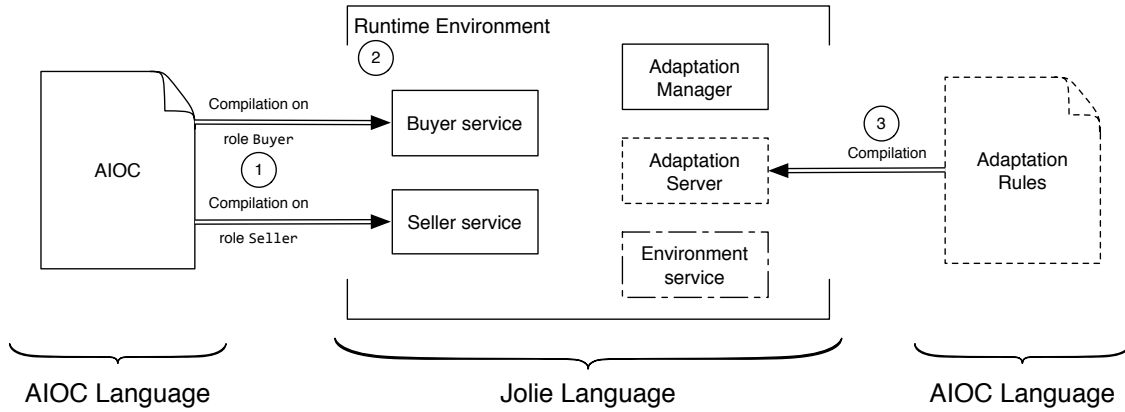 Runtime Environment
2
AIOC
Compilation on
role Buyer
1
Compilation on
role Seller
Buyer service
Seller service
Adaptation
Manager
Adaptation
Server
Environment
service
3
Compilation
Adaptation
Rules
AIOC Language
Jolie Language
AIOC Language